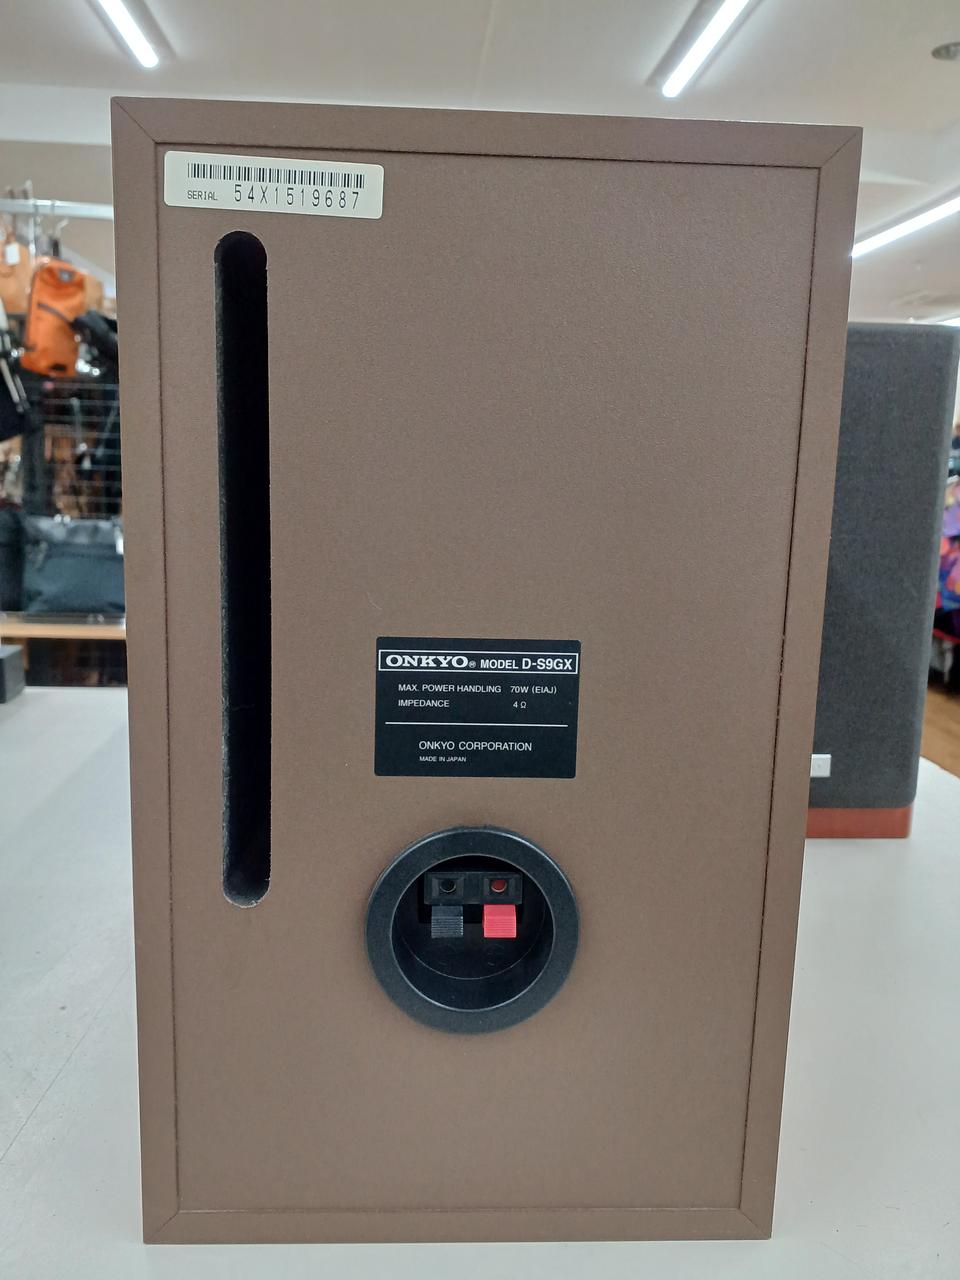 SERIAL 54X1519687
ONKYO® MODEL D-S9GX
MAX. POWER HANDLING 70W (EIAJ)
IMPEDANCE 4 Ω
ONKYO CORPORATION
MADE IN JAPAN